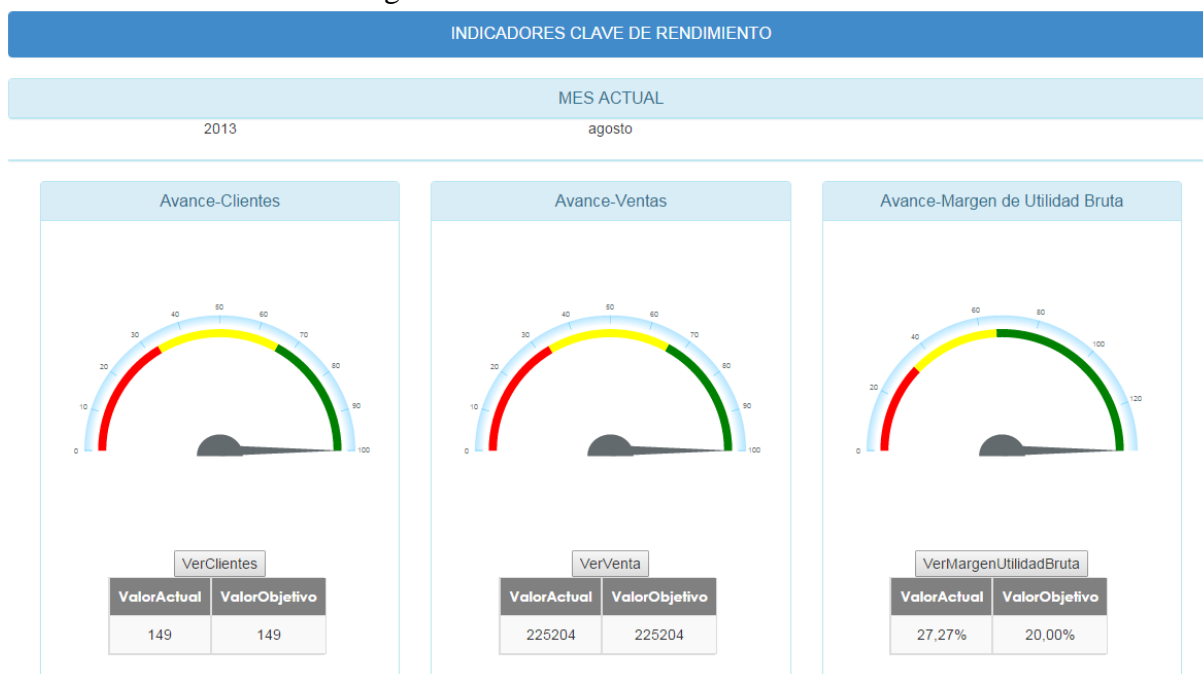 INDICADORES CLAVE DE RENDIMIENTO
MES ACTUAL
2013 agosto
Avance-Clientes
0 10 20 30 40 50 60 70 80 90 100
VerClientes
ValorActual ValorObjetivo
149 149
Avance-Ventas
0 10 20 30 40 50 60 70 80 90 100
VerVenta
ValorActual ValorObjetivo
225204 225204
Avance-Margen de Utilidad Bruta
0 20 40 60 80 100 120
VerMargenUtilidadBruta
ValorActual ValorObjetivo
27,27% 20,00%